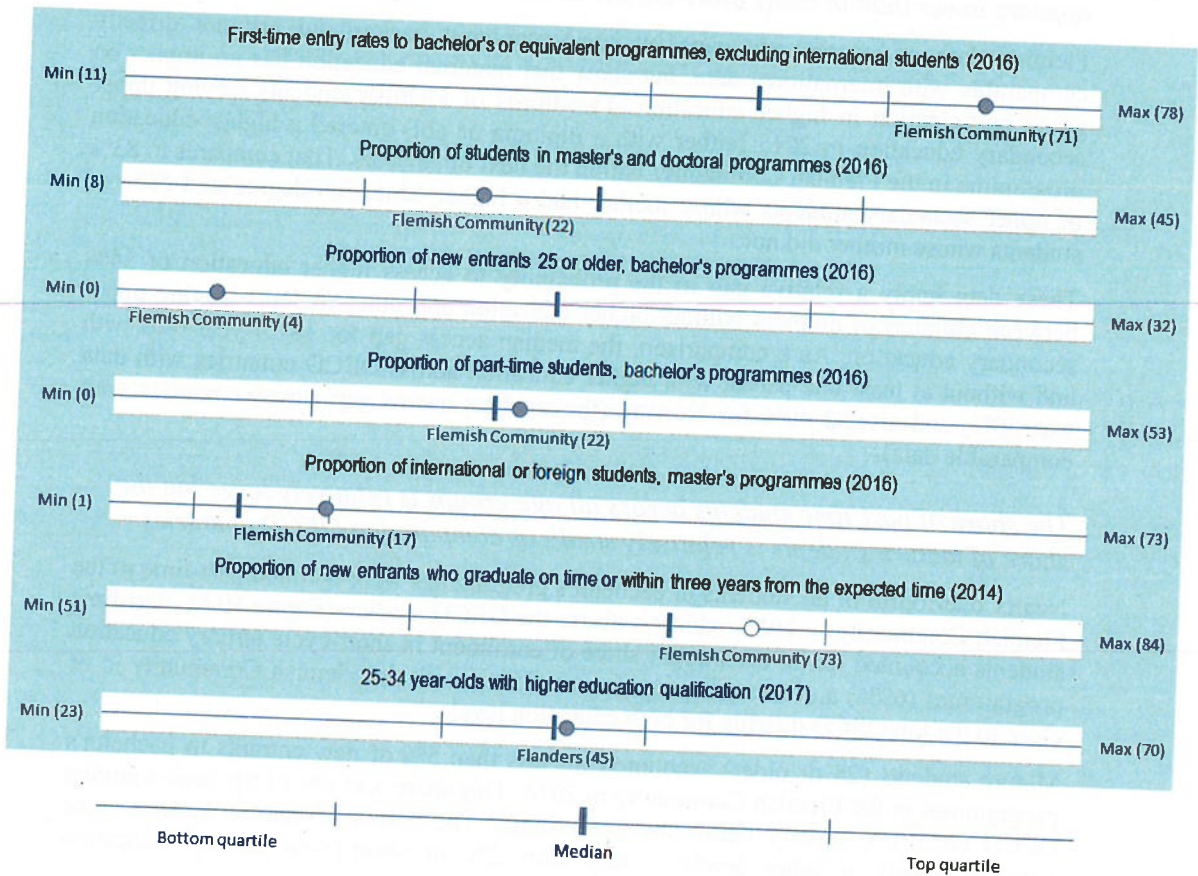 First-time entry rates to bachelor's or equivalent programmes, excluding international students (2016)
Min (11)
Max (78)
Flemish Community (71)
Proportion of students in master's and doctoral programmes (2016)
Min (8)
Max (45)
Flemish Community (22)
Proportion of new entrants 25 or older, bachelor's programmes (2016)
Min (0)
Max (32)
Flemish Community (4)
Proportion of part-time students, bachelor's programmes (2016)
Min (0)
Max (53)
Flemish Community (22)
Proportion of international or foreign students, master's programmes (2016)
Min (1)
Max (73)
Flemish Community (17)
Proportion of new entrants who graduate on time or within three years from the expected time (2014)
Min (51)
Max (84)
Flemish Community (73)
25-34 year-olds with higher education qualification (2017)
Min (23)
Max (70)
Flanders (45)
Bottom quartile
Median
Top quartile